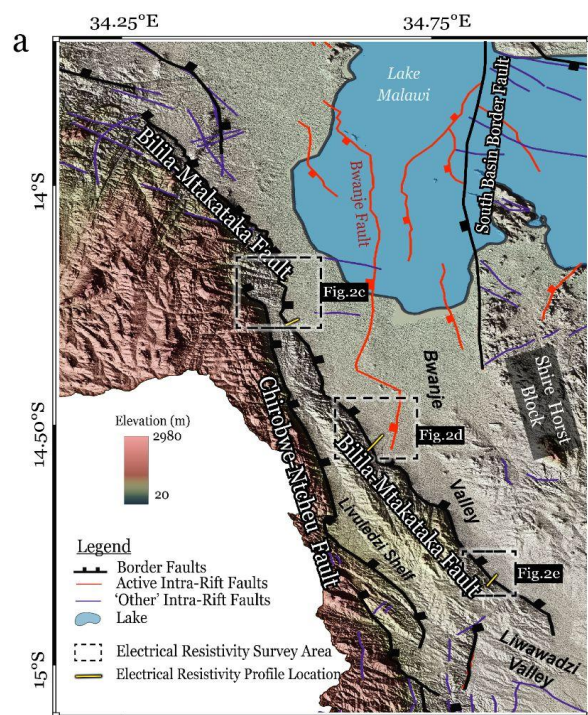 a
34.25°E
34.75°E
14°S
14.50°S
15°S
Lake
Malawi
South Basin Border Fault
Bilila-Mtakataka Fault
Bwanje Fault
Fig.2c
Shire Horst
Block
Bwanje
Valley
Fig.2d
Chirobwe-Ntcheu Fault
Bilila-Mtakataka Fault
Livuledzi Shelf
Fig.2e
Liwawadzi
Valley
Elevation (m)
2980
20
Legend
Border Faults
Active Intra-Rift Faults
'Other' Intra-Rift Faults
Lake
Electrical Resistivity Survey Area
Electrical Resistivity Profile Location